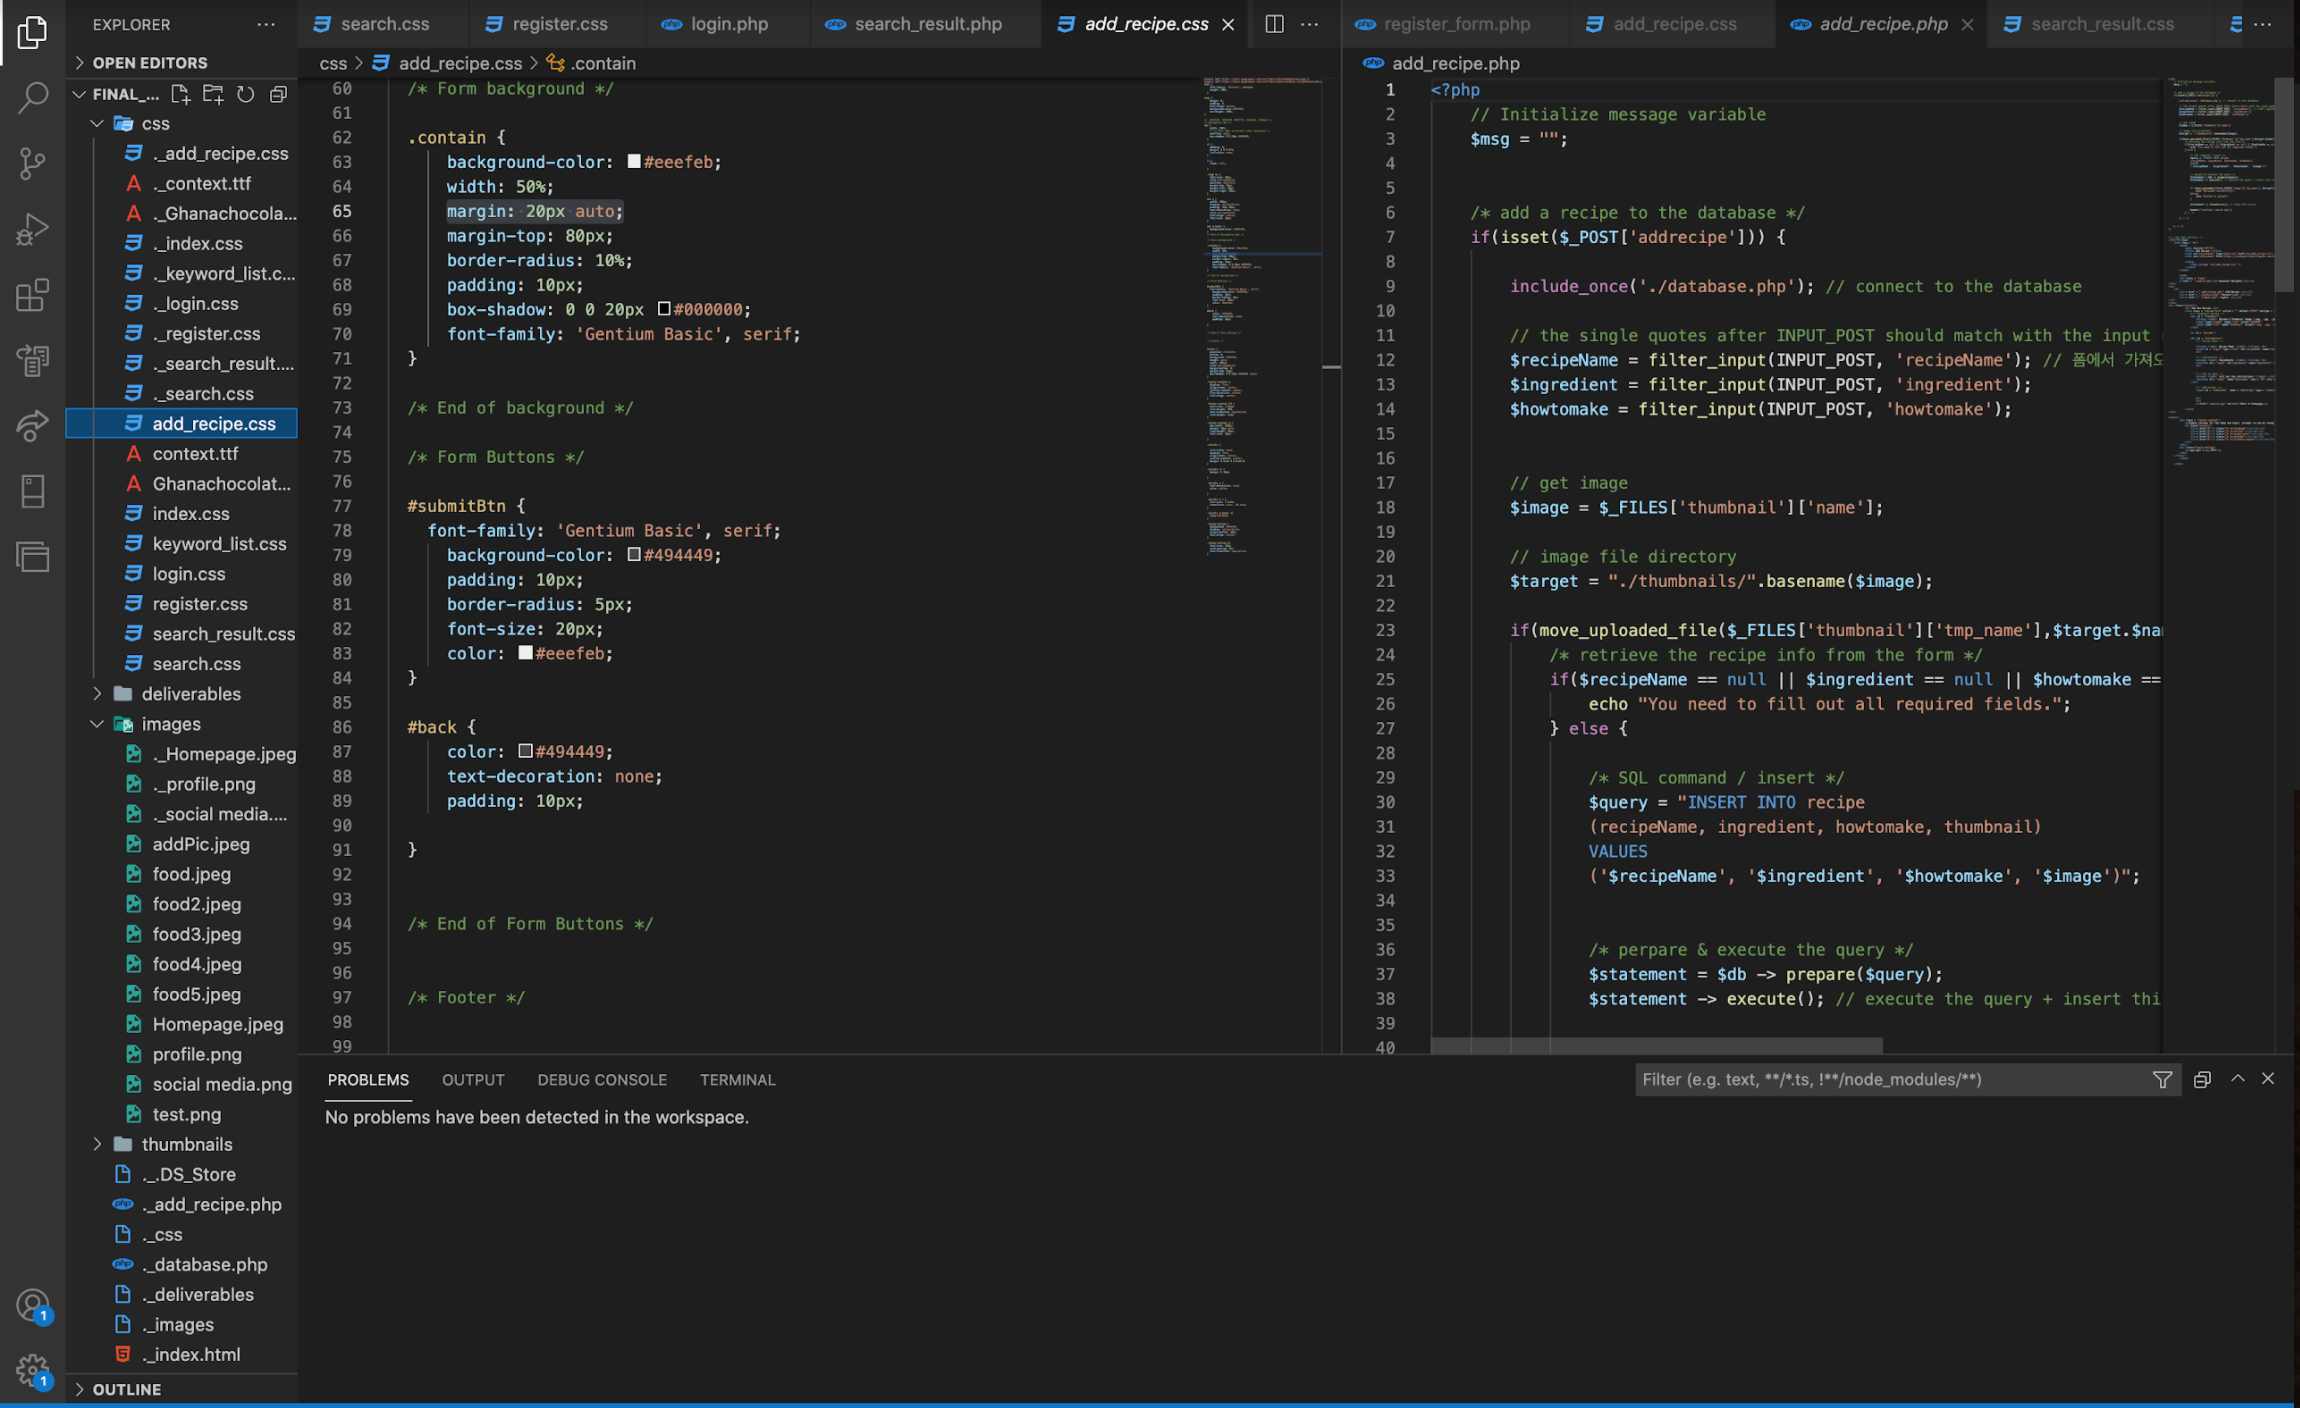 EXPLORER
OPEN EDITORS
FINAL_...
css
._add_recipe.css
._context.ttf
._Ghanachocola...
._index.css
._keyword_list.c...
._login.css
._register.css
._search_result....
._search.css
add_recipe.css
context.ttf
Ghanachocolat...
index.css
keyword_list.css
login.css
register.css
search_result.css
search.css
deliverables
images
._Homepage.jpeg
._profile.png
._social media....
addPic.jpeg
food.jpeg
food2.jpeg
food3.jpeg
food4.jpeg
food5.jpeg
Homepage.jpeg
profile.png
social media.png
test.png
thumbnails
._.DS_Store
._add_recipe.php
._css
._database.php
._deliverables
._images
._index.html
OUTLINE
1
1
search.css register.css login.php search_result.php add_recipe.css
css > add_recipe.css > .contain
60 /* Form background */
61
62 .contain {
63 background-color: #eeefeb;
64 width: 50%;
65 margin: 20px auto;
66 margin-top: 80px;
67 border-radius: 10%;
68 padding: 10px;
69 box-shadow: 0 0 20px #000000;
70 font-family: 'Gentium Basic', serif;
71 }
72
73 /* End of background */
74
75 /* Form Buttons */
76
77 #submitBtn {
78 font-family: 'Gentium Basic', serif;
79 background-color: #494449;
80 padding: 10px;
81 border-radius: 5px;
82 font-size: 20px;
83 color: #eeefeb;
84 }
85
86 #back {
87 color: #494449;
88 text-decoration: none;
89 padding: 10px;
90
91 }
92
93
94 /* End of Form Buttons */
95
96
97 /* Footer */
98
99
register_form.php add_recipe.css add_recipe.php search_result.css
add_recipe.php
1 <?php
2 // Initialize message variable
3 $msg = "";
4
5
6 /* add a recipe to the database */
7 if(isset($_POST['addrecipe'])) {
8
9 include_once('./database.php'); // connect to the database
10
11 // the single quotes after INPUT_POST should match with the input
12 $recipeName = filter_input(INPUT_POST, 'recipeName'); // 폼에서 가져오
13 $ingredient = filter_input(INPUT_POST, 'ingredient');
14 $howtomake = filter_input(INPUT_POST, 'howtomake');
15
16
17 // get image
18 $image = $_FILES['thumbnail']['name'];
19
20 // image file directory
21 $target = "./thumbnails/".basename($image);
22
23 if(move_uploaded_file($_FILES['thumbnail']['tmp_name'],$target.$na
24 /* retrieve the recipe info from the form */
25 if($recipeName == null || $ingredient == null || $howtomake ==
26 echo "You need to fill out all required fields.";
27 } else {
28
29 /* SQL command / insert */
30 $query = "INSERT INTO recipe
31 (recipeName, ingredient, howtomake, thumbnail)
32 VALUES
33 ('$recipeName', '$ingredient', '$howtomake', '$image')";
34
35
36 /* perpare & execute the query */
37 $statement = $db -> prepare($query);
38 $statement -> execute(); // execute the query + insert thi
39
40
PROBLEMS OUTPUT DEBUG CONSOLE TERMINAL
Filter (e.g. text, **/*.ts, !**/node_modules/**)
No problems have been detected in the workspace.